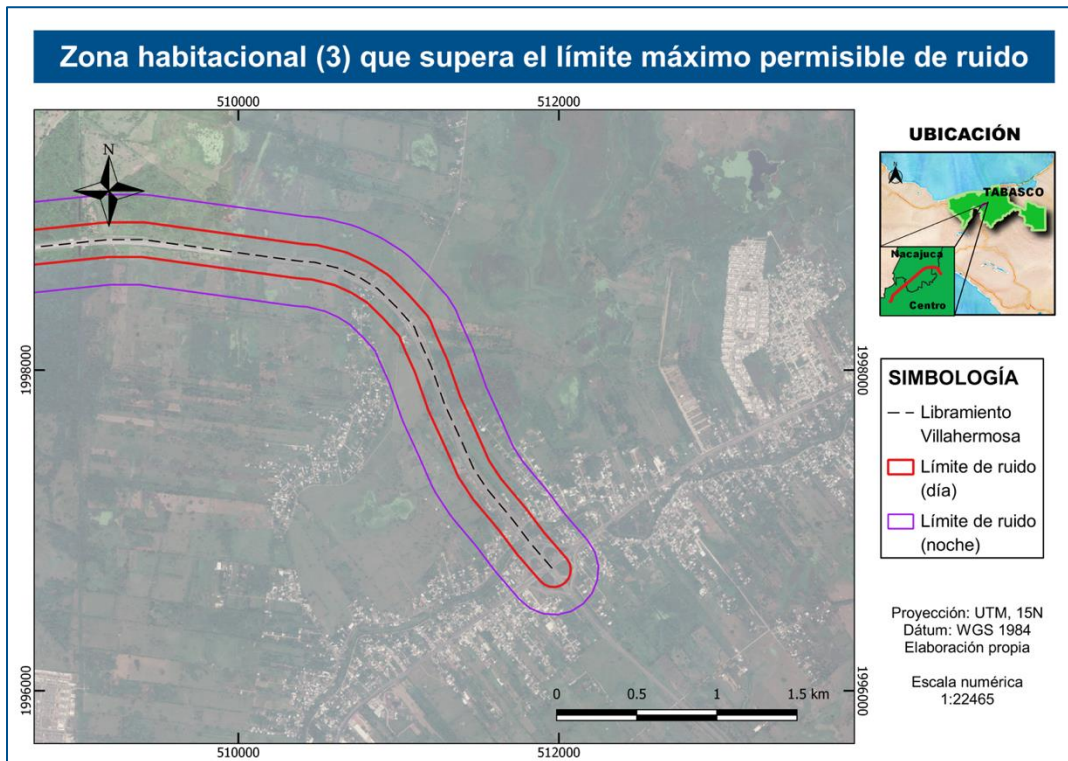 Zona habitacional (3) que supera el límite máximo permisible de ruido
510000
512000
N
1998000
1998000
1996000
1996000
0
0.5
1
1.5 km
510000
512000
UBICACIÓN
TABASCO
Nacajuca
Centro
SIMBOLOGÍA
Libramiento
Villahermosa
Límite de ruido
(día)
Límite de ruido
(noche)
Proyección: UTM, 15N
Dátum: WGS 1984
Elaboración propia
Escala numérica
1:22465